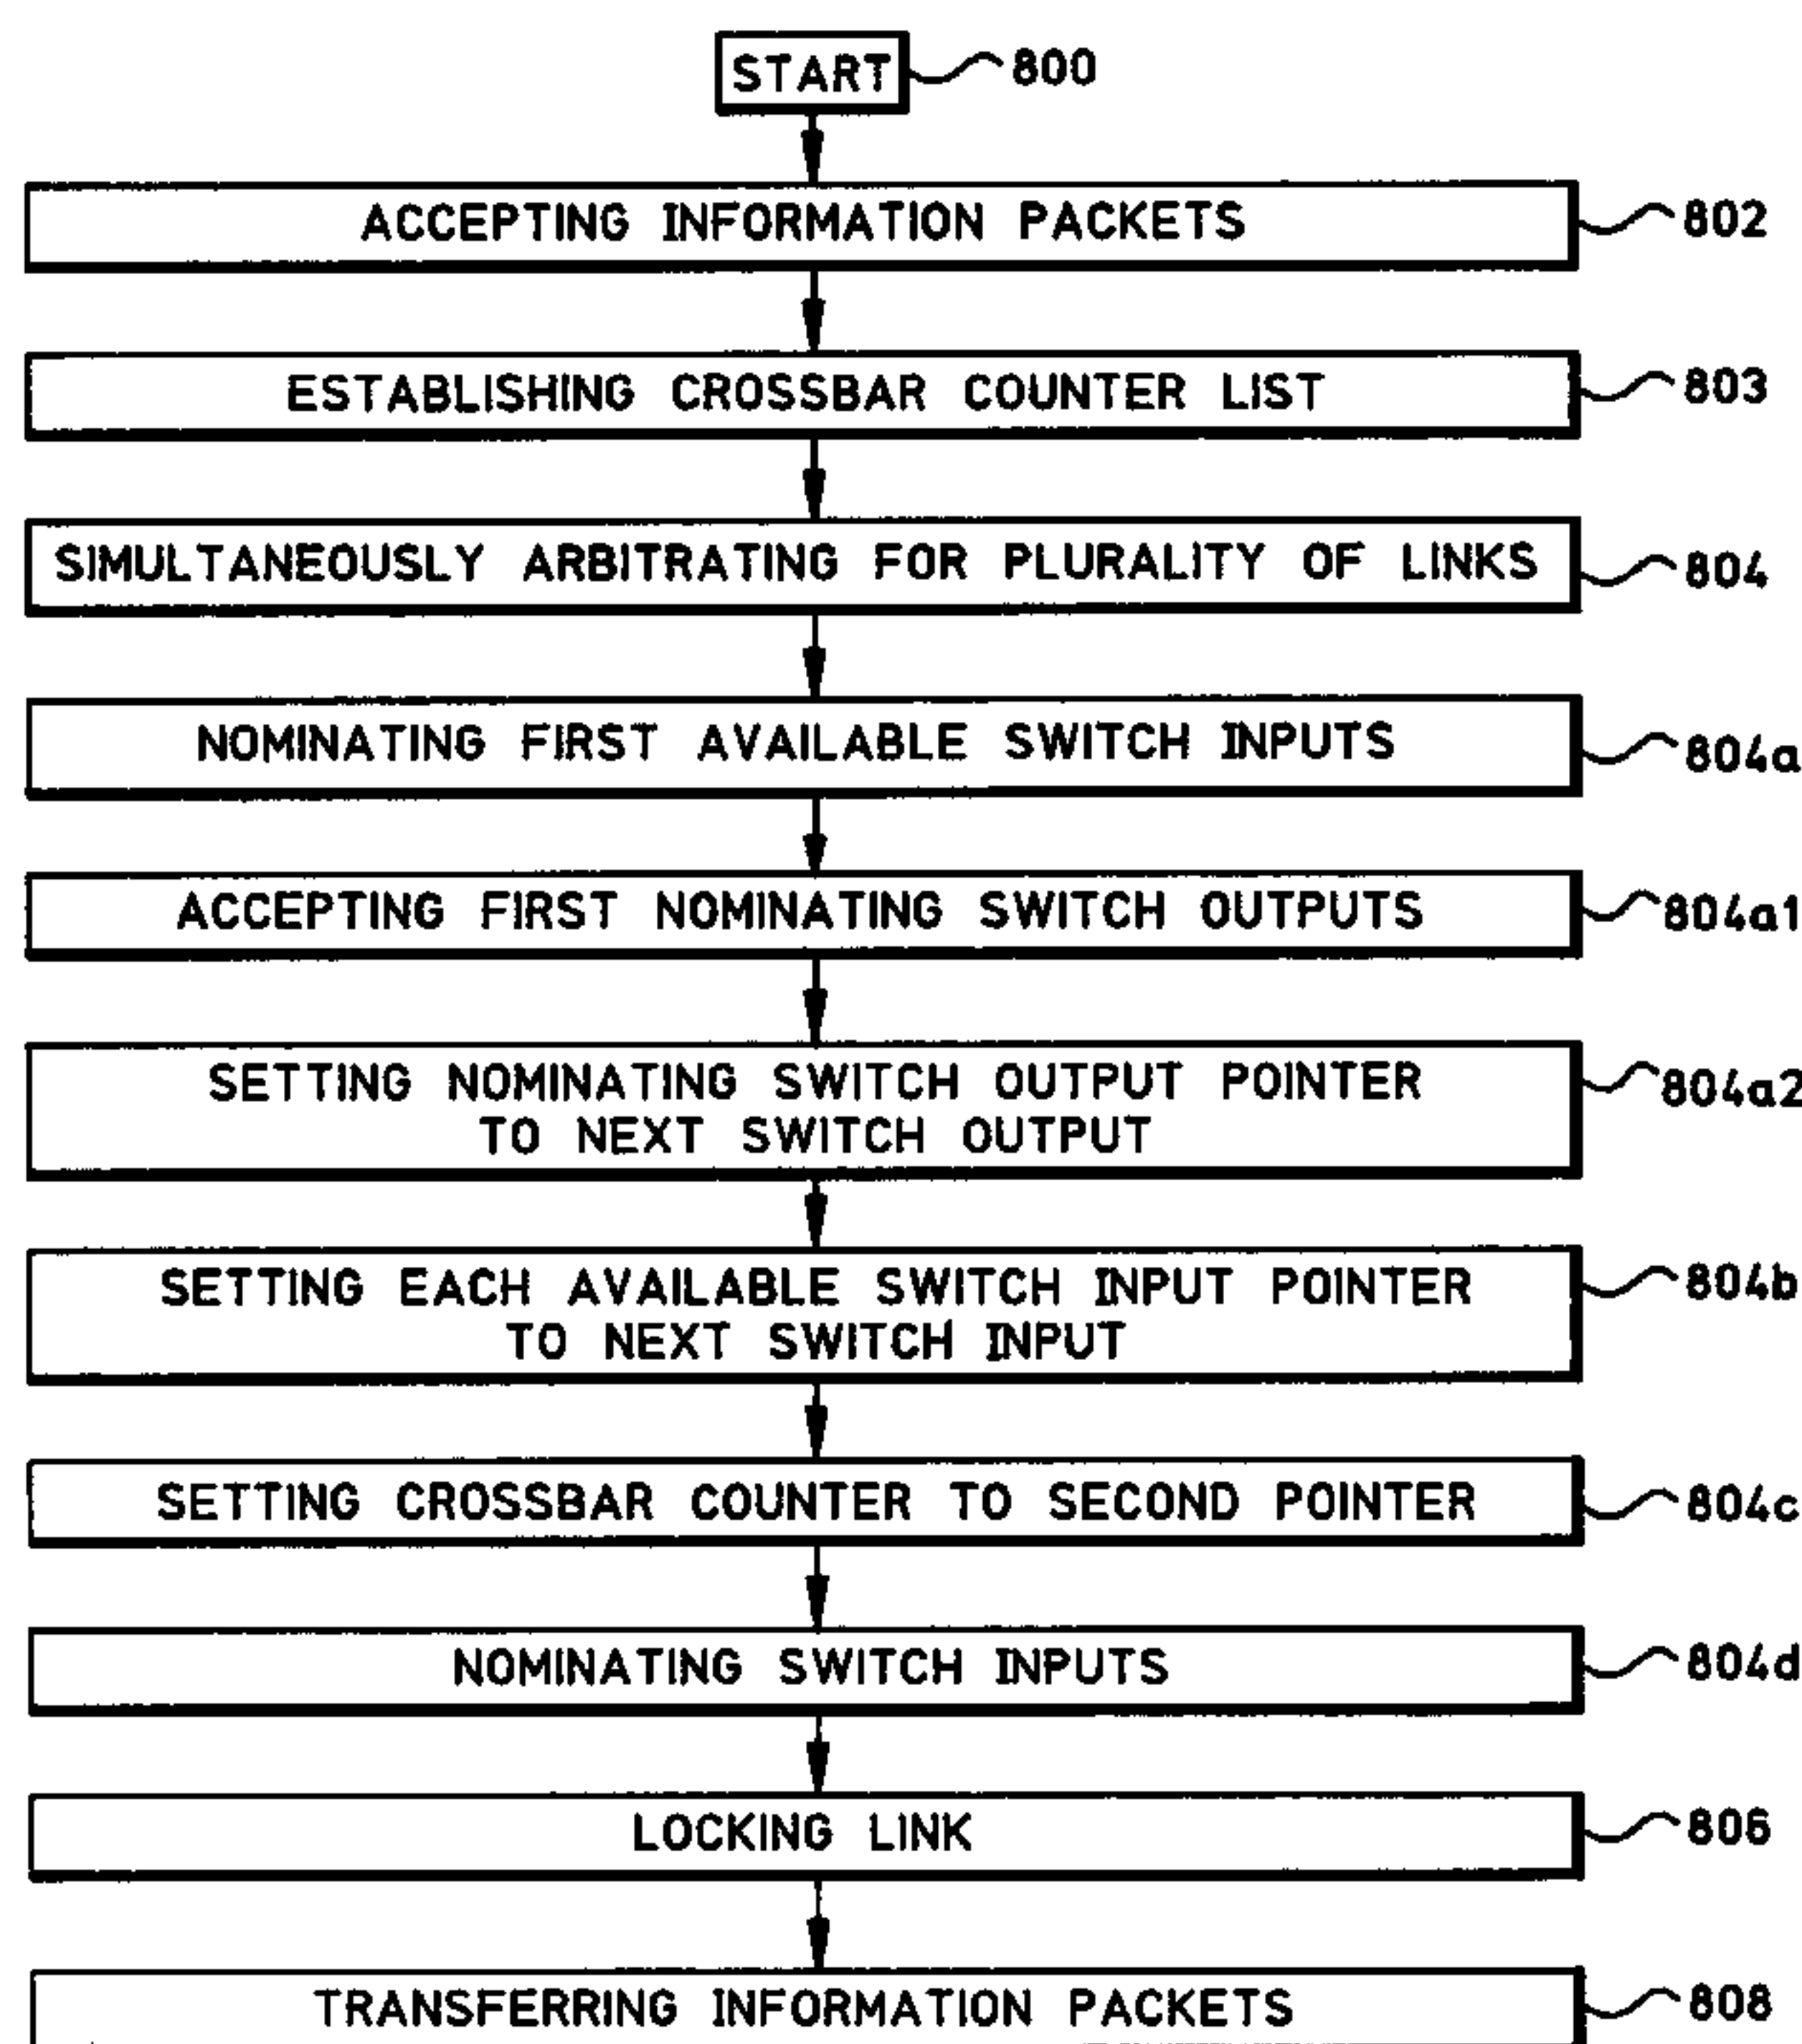 START 800
ACCEPTING INFORMATION PACKETS 802
ESTABLISHING CROSSBAR COUNTER LIST 803
SIMULTANEOUSLY ARBITRATING FOR PLURALITY OF LINKS 804
NOMINATING FIRST AVAILABLE SWITCH INPUTS 804a
ACCEPTING FIRST NOMINATING SWITCH OUTPUTS 804a1
SETTING NOMINATING SWITCH OUTPUT POINTER 804a2
TO NEXT SWITCH OUTPUT
SETTING EACH AVAILABLE SWITCH INPUT POINTER 804b
TO NEXT SWITCH INPUT
SETTING CROSSBAR COUNTER TO SECOND POINTER 804c
NOMINATING SWITCH INPUTS 804d
LOCKING LINK 806
TRANSFERRING INFORMATION PACKETS 808